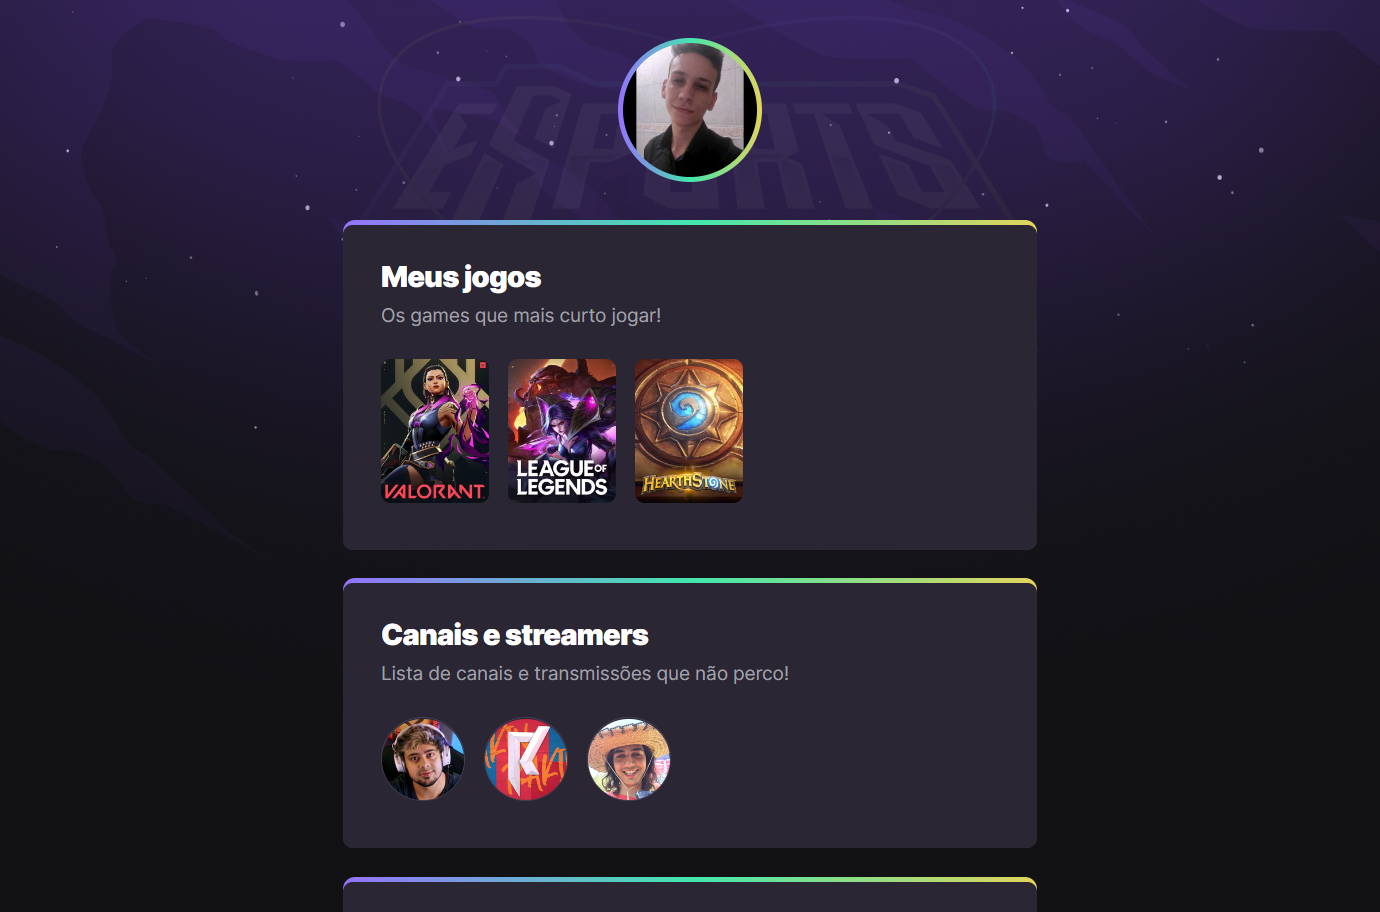 ESPORTS
Meus jogos
Os games que mais curto jogar!
VALORANT
LEAGUE OF
LEGENDS
HEARTHSTONE
Canais e streamers
Lista de canais e transmissões que não perco!